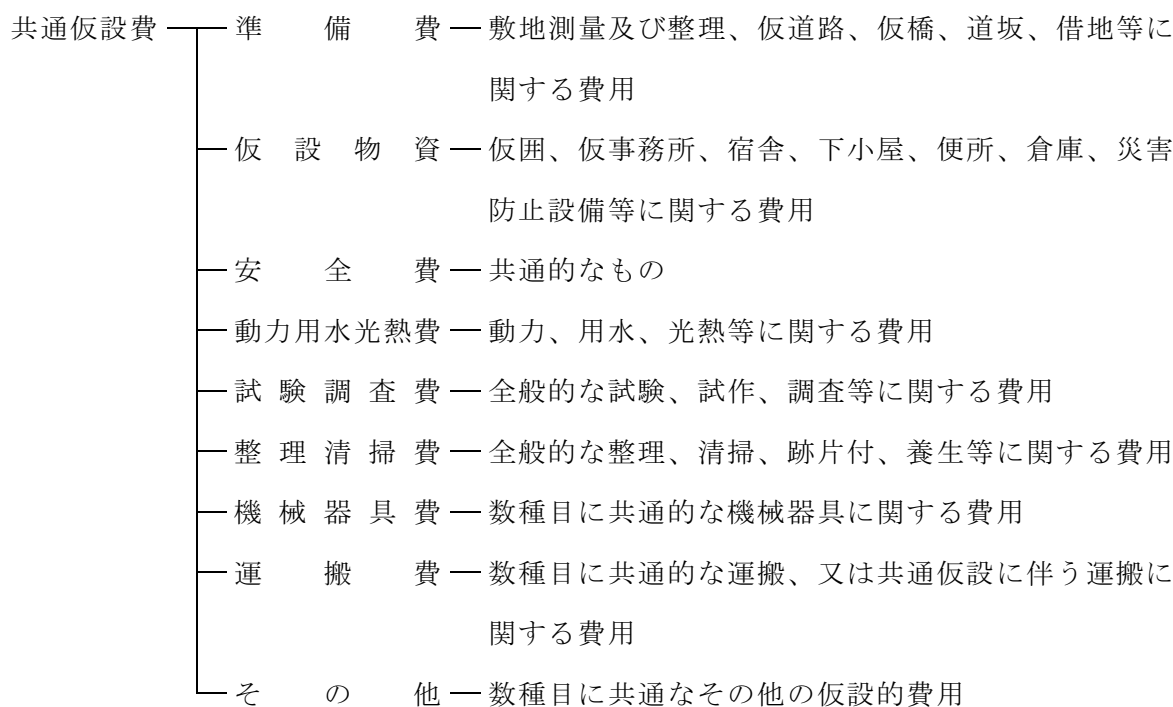 共通仮設費 準備費 敷地測量及び整理、仮道路、仮橋、道坂、借地等に
関する費用
仮設物資 仮囲、仮事務所、宿舎、下小屋、便所、倉庫、災害
防止設備等に関する費用
安全費 共通的なもの
動力用水光熱費 動力、用水、光熱等に関する費用
試験調査費 全般的な試験、試作、調査等に関する費用
整理清掃費 全般的な整理、清掃、跡片付、養生等に関する費用
機械器具費 数種目に共通的な機械器具に関する費用
運搬費 数種目に共通的な運搬、又は共通仮設に伴う運搬に
関する費用
その他 数種目に共通なその他の仮設的費用